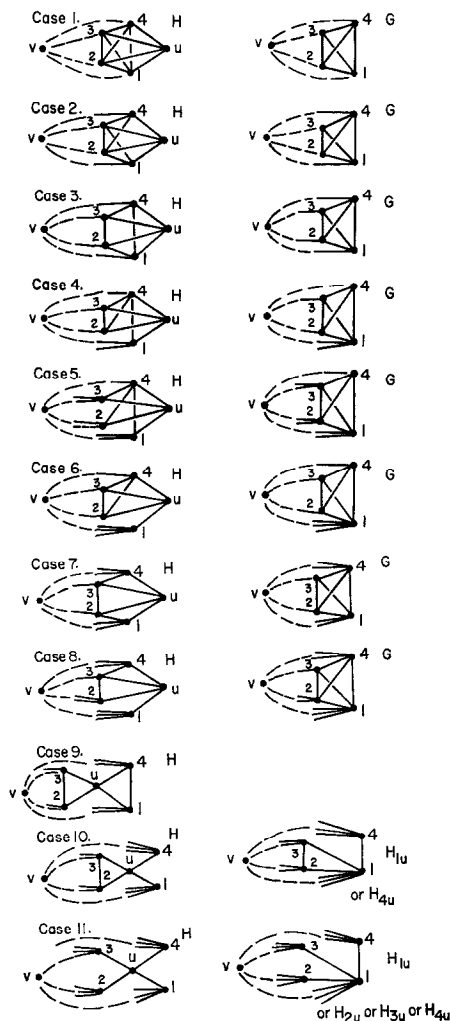 Case 1. 3 4 H 4 G
v 2 u v 3 2
1 1
Case 2. 3 4 H 4 G
v 2 u v 3 2
1 1
Case 3. 3 4 H 4 G
v 2 u v 3 2
1 1
Case 4. 3 4 H 4 G
v 2 u v 3 2
1 1
Case 5. 3 4 H 4 G
v 2 u v 3 2
1 1
Case 6. 3 4 H 4 G
v 2 u v 3 2
1 1
Case 7. 4 H 4 G
v 3 2 u v 3 2
1 1
Case 8. 3 4 H 4 G
v 2 u v 3 2
1 1
Case 9. 4 H
v 3 2 u
1
Case 10. H 4 4
v 3 2 u v 3 2 H1u
1 1
or H4u
Case 11. H 4 4
v 3 2 u v 3 2 H1u
1 1
or H2u or H3u or H4u